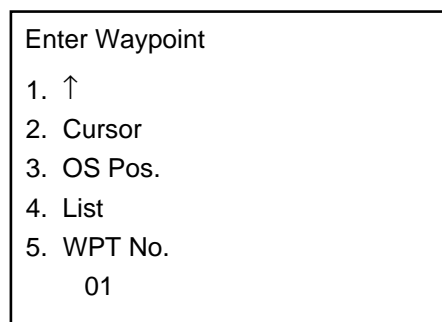 Enter Waypoint
1. ↑
2. Cursor
3. OS Pos.
4. List
5. WPT No.
01